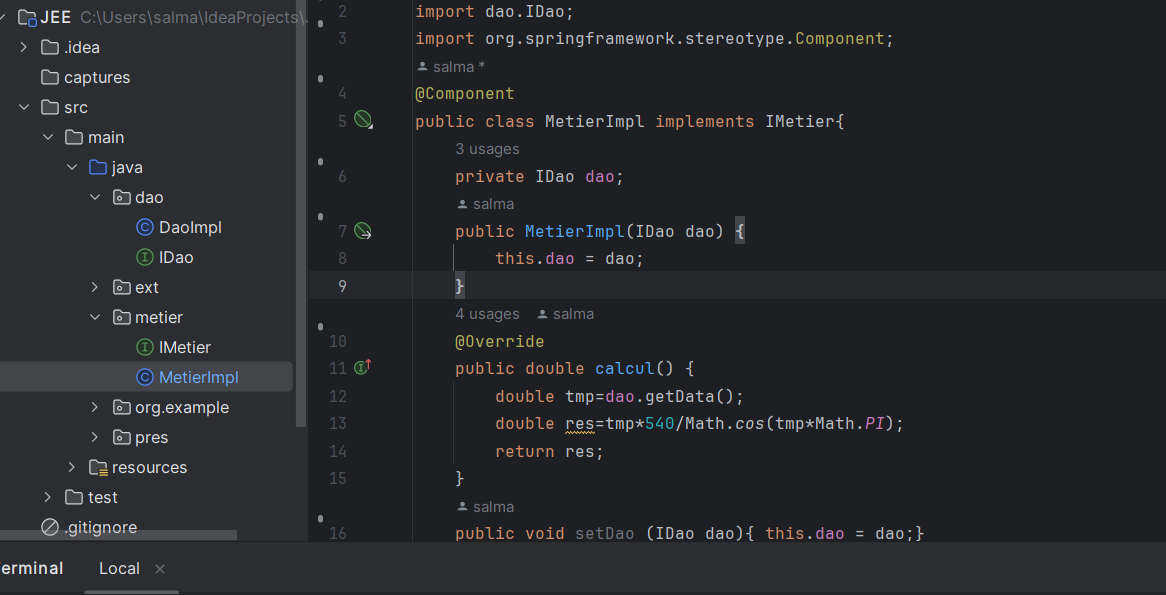 JEE C:\Users\salma\IdeaProjects\
.idea
captures
src
main
java
dao
DaoImpl
IDao
ext
metier
IMetier
MetierImpl
org.example
pres
resources
test
.gitignore
2 import dao.IDao;
3 import org.springframework.stereotype.Component;
salma *
4 @Component
5 public class MetierImpl implements IMetier{
3 usages
6 private IDao dao;
salma
7 public MetierImpl(IDao dao) {
8 this.dao = dao;
9 }
4 usages salma
10 @Override
11 public double calcul() {
12 double tmp=dao.getData();
13 double res=tmp*540/Math.cos(tmp*Math.PI);
14 return res;
15 }
salma
16 public void setDao (IDao dao){ this.dao = dao;}
erminal Local ×